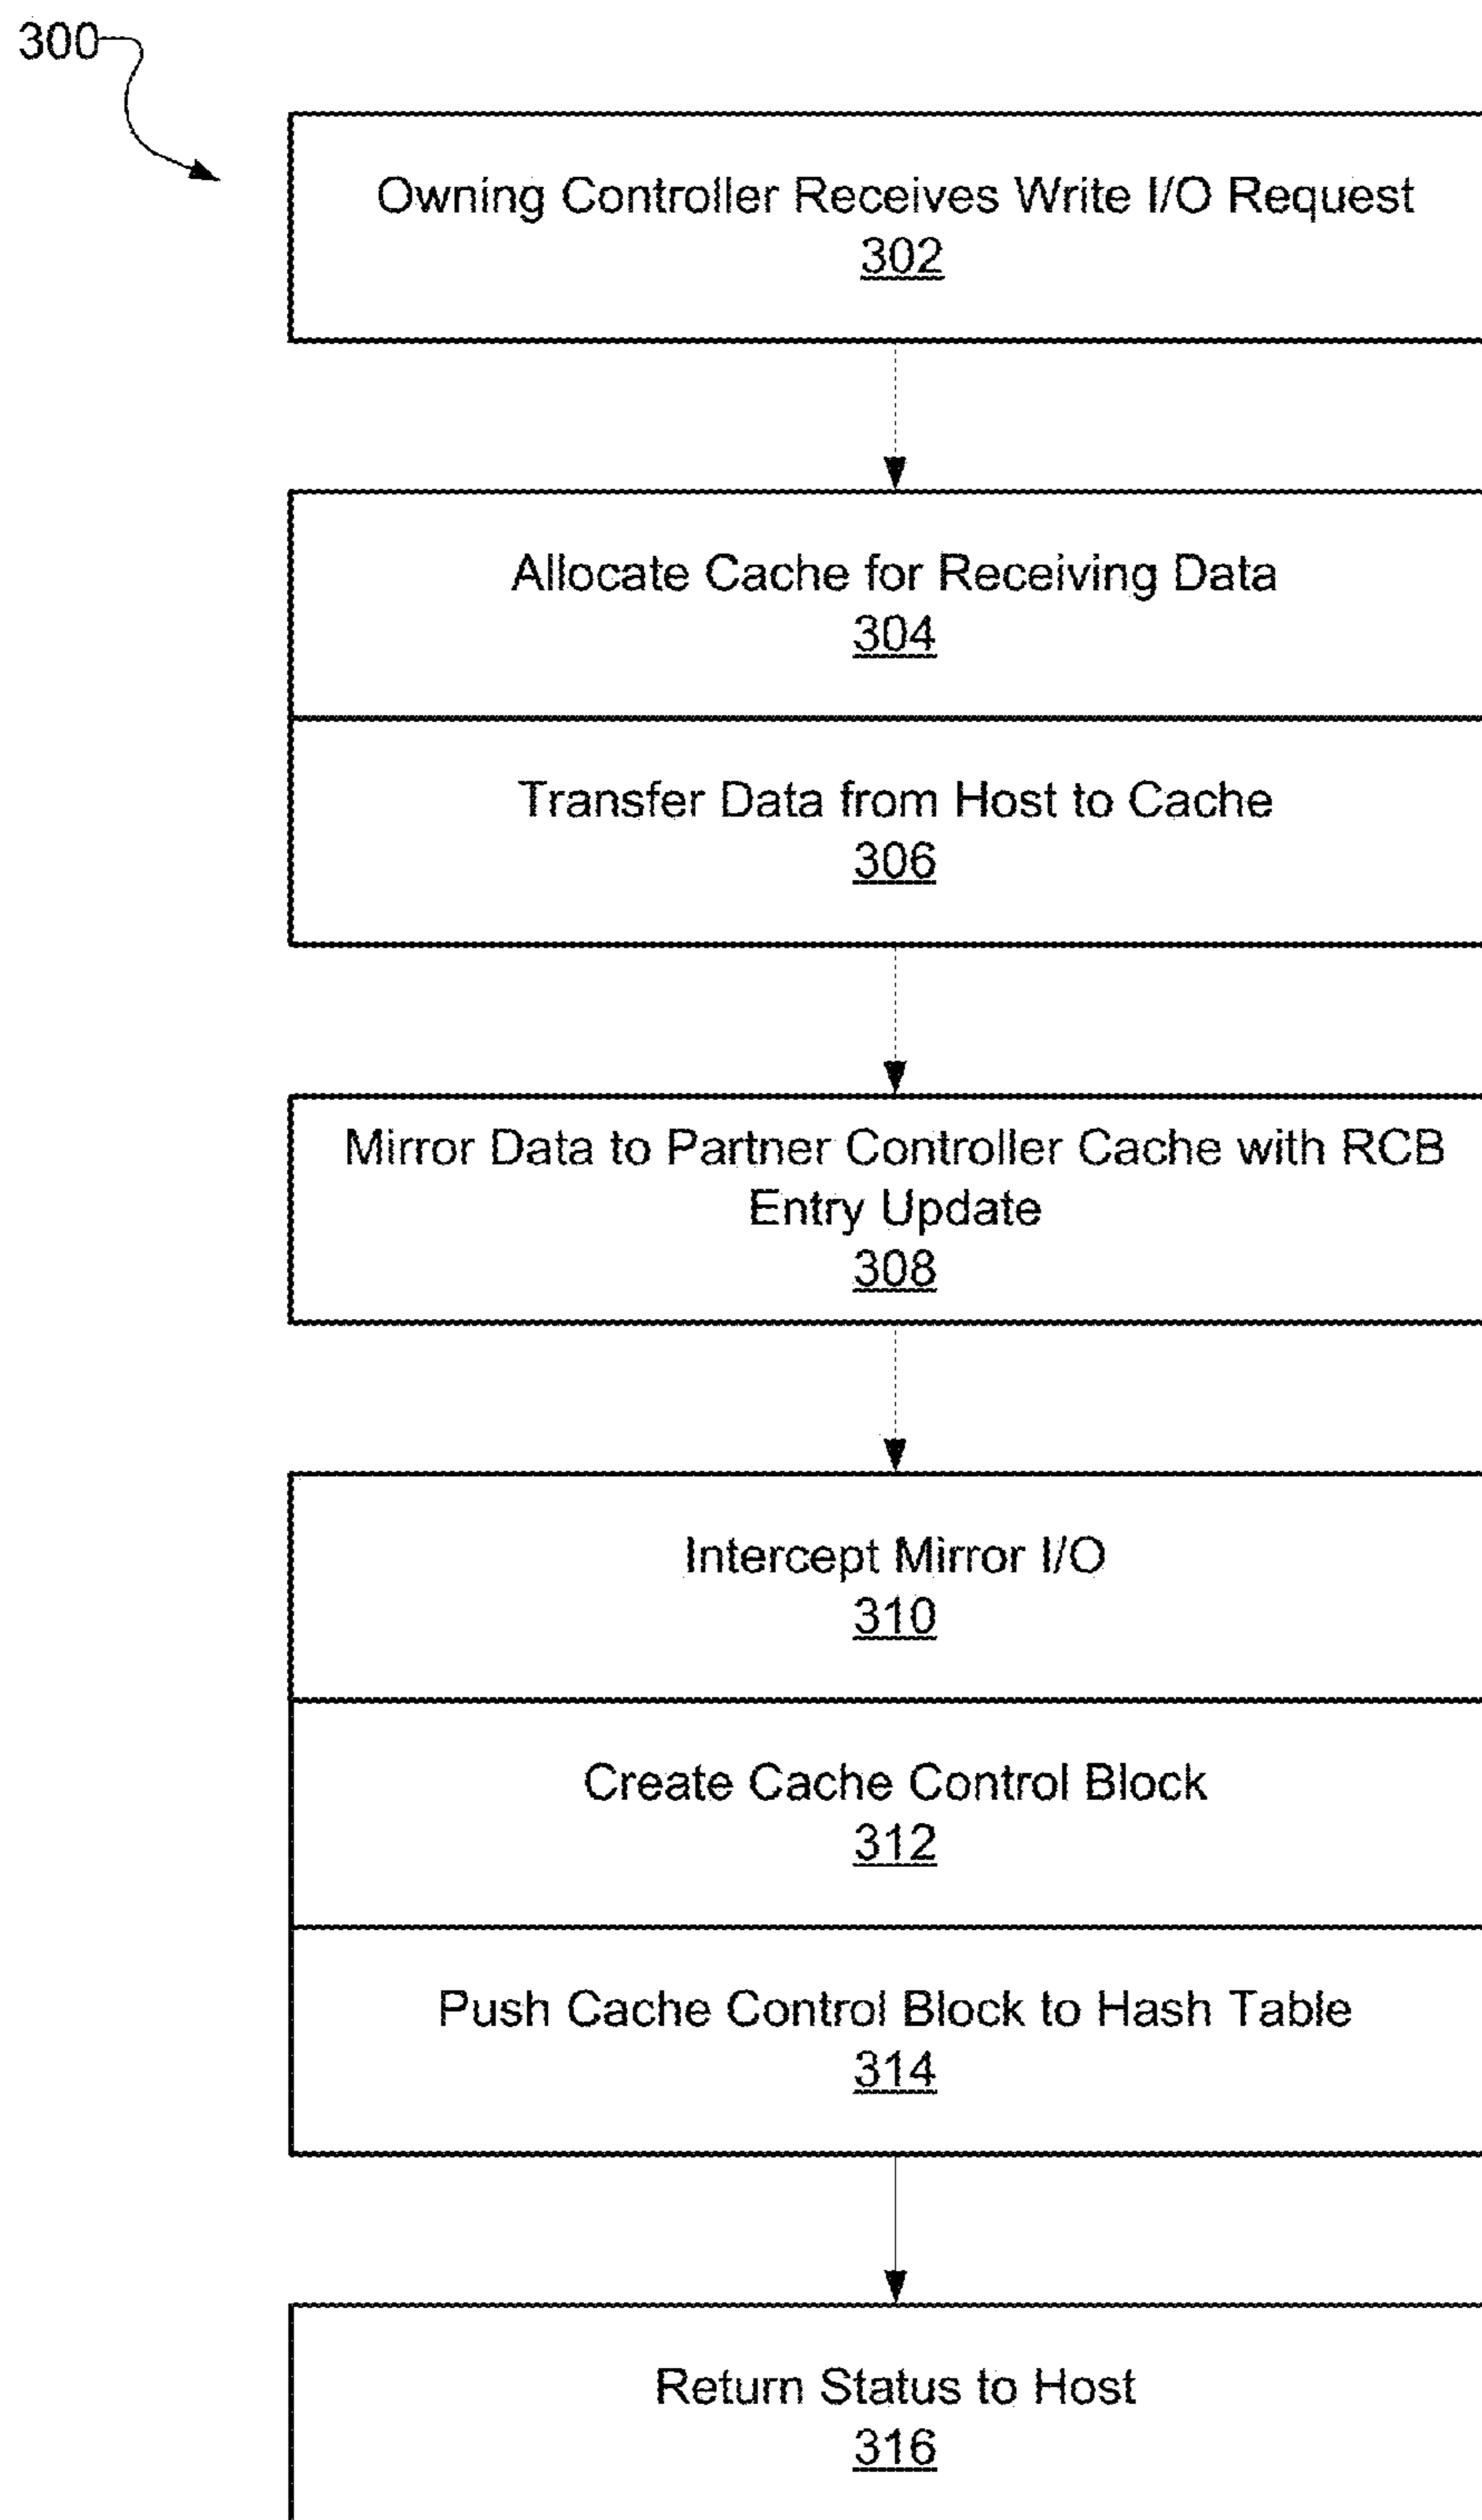 300
Owning Controller Receives Write I/O Request
302
Allocate Cache for Receiving Data
304
Transfer Data from Host to Cache
306
Mirror Data to Partner Controller Cache with RCB
Entry Update
308
Intercept Mirror I/O
310
Create Cache Control Block
312
Push Cache Control Block to Hash Table
314
Return Status to Host
316